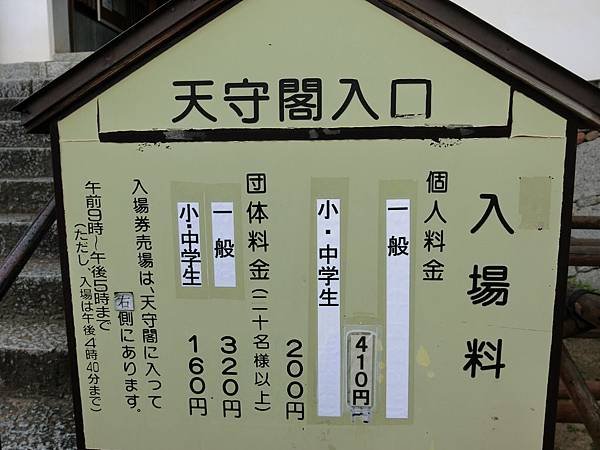 天守閣入口
入場料
個人料金
一般
410円
小・中学生
200円
団体料金(二十名様以上)
一般
320円
小・中学生
160円
入場券売場は、天守閣に入って
右側にあります。
午前9時〜午後5時まで
(ただし、入場は午後4時40分まで)